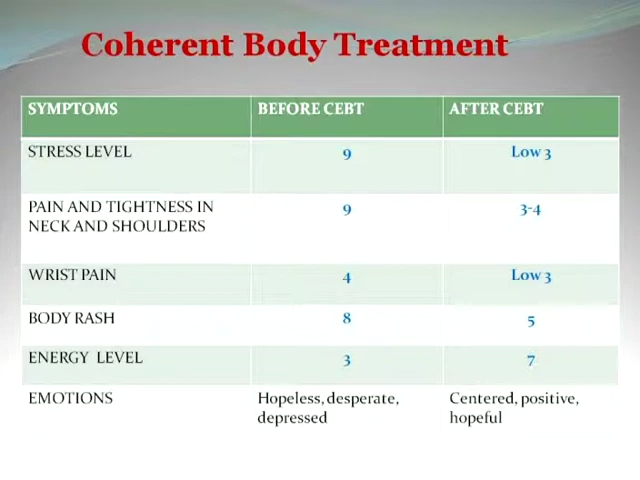 Coherent Body Treatment
SYMPTOMS BEFORE CEBT AFTER CEBT
STRESS LEVEL 9 Low 3
PAIN AND TIGHTNESS IN
NECK AND SHOULDERS 9 3-4
WRIST PAIN 4 Low 3
BODY RASH 8 5
ENERGY LEVEL 3 7
EMOTIONS Hopeless, desperate, Centered, positive,
depressed hopeful